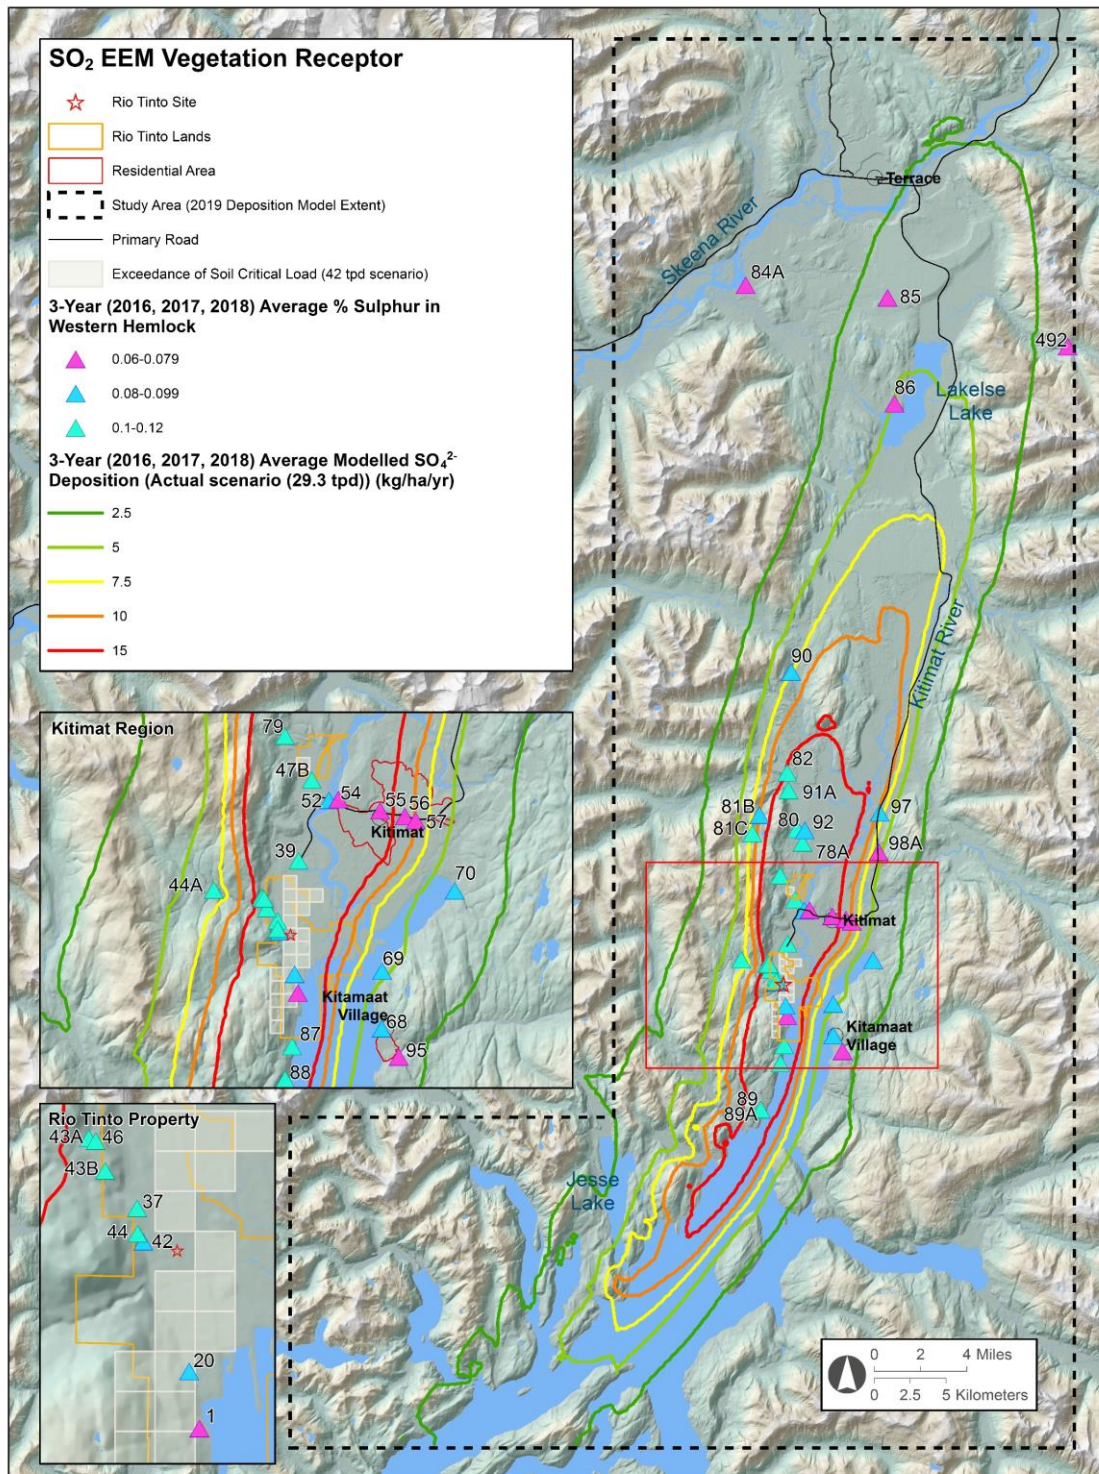 SO₂ EEM Vegetation Receptor
Rio Tinto Site
Rio Tinto Lands
Residential Area
Study Area (2019 Deposition Model Extent)
Primary Road
Exceedance of Soil Critical Load (42 tpd scenario)
3-Year (2016, 2017, 2018) Average % Sulphur in
Western Hemlock
0.06-0.079
0.08-0.099
0.1-0.12
3-Year (2016, 2017, 2018) Average Modelled SO₄²⁻
Deposition (Actual scenario (29.3 tpd)) (kg/ha/yr)
2.5
5
7.5
10
15
Terrace
Skeena River
84A
85
492
86
Lakelse
Lake
Kitimat River
90
82
91A
81B
80
92
97
81C
78A
98A
Kitimat
Kitamaat
Village
89
89A
Jesse
Lake
0 2 4 Miles
0 2.5 5 Kilometers
Kitimat Region
79
47B
52
54
55
56
57
Kitimat
39
44A
70
69
Kitamaat
Village
68
87
95
88
Rio Tinto Property
43A
46
43B
37
44
42
20
1